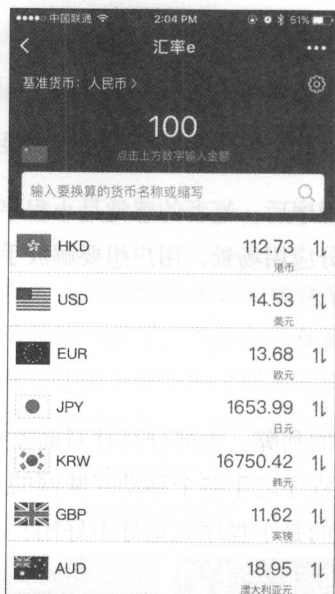 中国联通 2:04 PM 51%
汇率e
基准货币：人民币 >
100
点击上方数字输入金额
输入要换算的货币名称或缩写
HKD 112.73
港币
USD 14.53
美元
EUR 13.68
欧元
JPY 1653.99
日元
KRW 16750.42
韩元
GBP 11.62
英镑
AUD 18.95
澳大利亚元